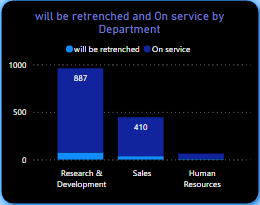 will be retrenched and On service by
Department
will be retrenched On service
1000
887
500
410
0
Research &
Development
Sales
Human
Resources